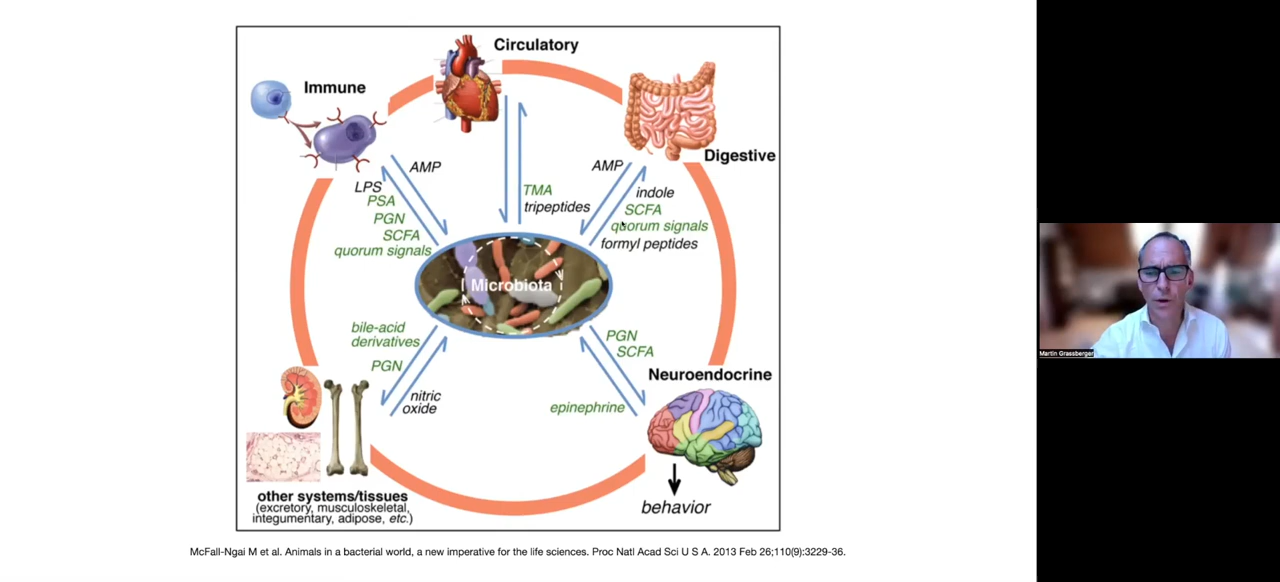 Circulatory
Immune
Digestive
AMP
LPS
PSA
PGN
SCFA
quorum signals
TMA
tripeptides
AMP
indole
SCFA
quorum signals
formyl peptides
Microbiota
bile-acid
derivatives
PGN
nitric
oxide
PGN
SCFA
epinephrine
Neuroendocrine
behavior
other systems/tissues
(excretory, musculoskeletal,
integumentary, adipose, etc.)
McFall-Ngai M et al. Animals in a bacterial world, a new imperative for the life sciences. Proc Natl Acad Sci U S A. 2013 Feb 26;110(9):3229-36.
Martin Grassberger